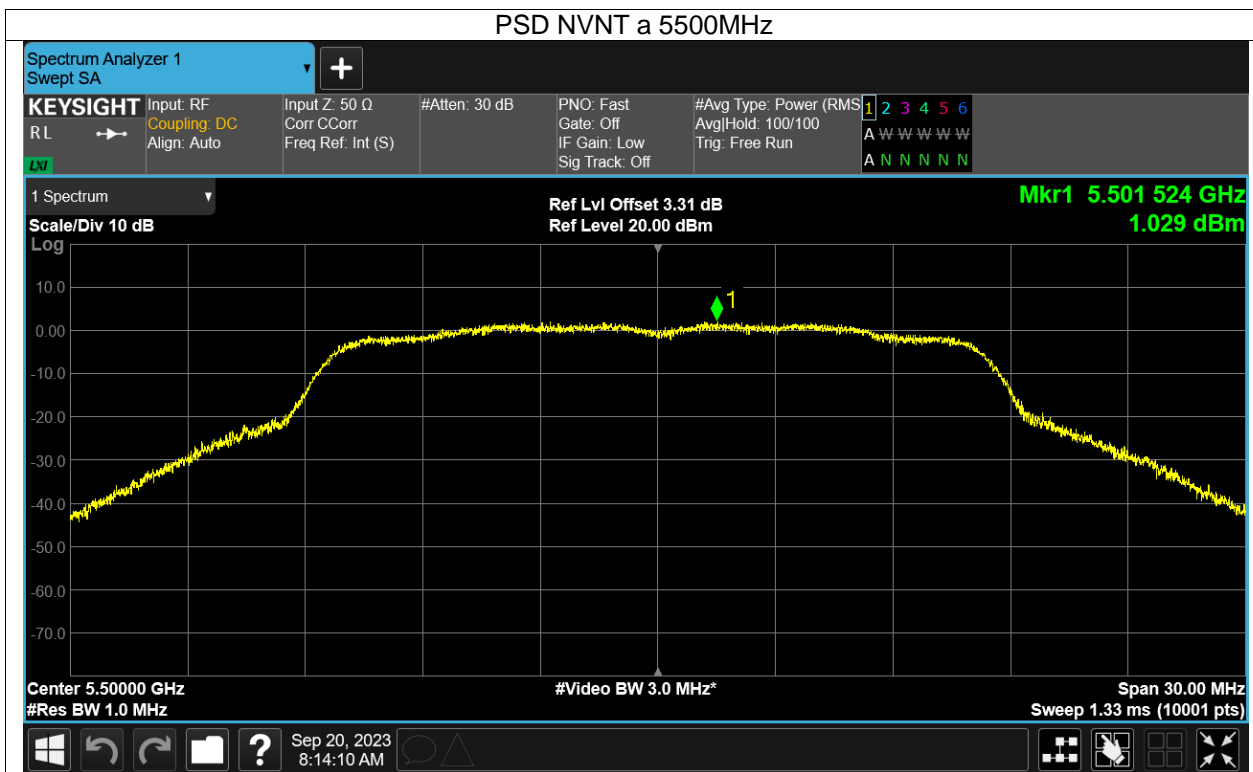 PSD NVNT a 5500MHz
Spectrum Analyzer 1
Swept SA
+
KEYSIGHT
RL
LXI
Input: RF
Coupling: DC
Align: Auto
Input Z: 50 Ω
Corr CCorr
Freq Ref: Int (S)
#Atten: 30 dB
PNO: Fast
Gate: Off
IF Gain: Low
Sig Track: Off
#Avg Type: Power (RMS
Avg|Hold: 100/100
Trig: Free Run
1 2 3 4 5 6
A W W W W W
A N N N N N
1 Spectrum
Scale/Div 10 dB
Ref Lvl Offset 3.31 dB
Ref Level 20.00 dBm
Mkr1 5.501 524 GHz
1.029 dBm
Log
10.0
0.00
-10.0
-20.0
-30.0
-40.0
-50.0
-60.0
-70.0
1
Center 5.50000 GHz
#Res BW 1.0 MHz
#Video BW 3.0 MHz*
Span 30.00 MHz
Sweep 1.33 ms (10001 pts)
?
Sep 20, 2023
8:14:10 AM